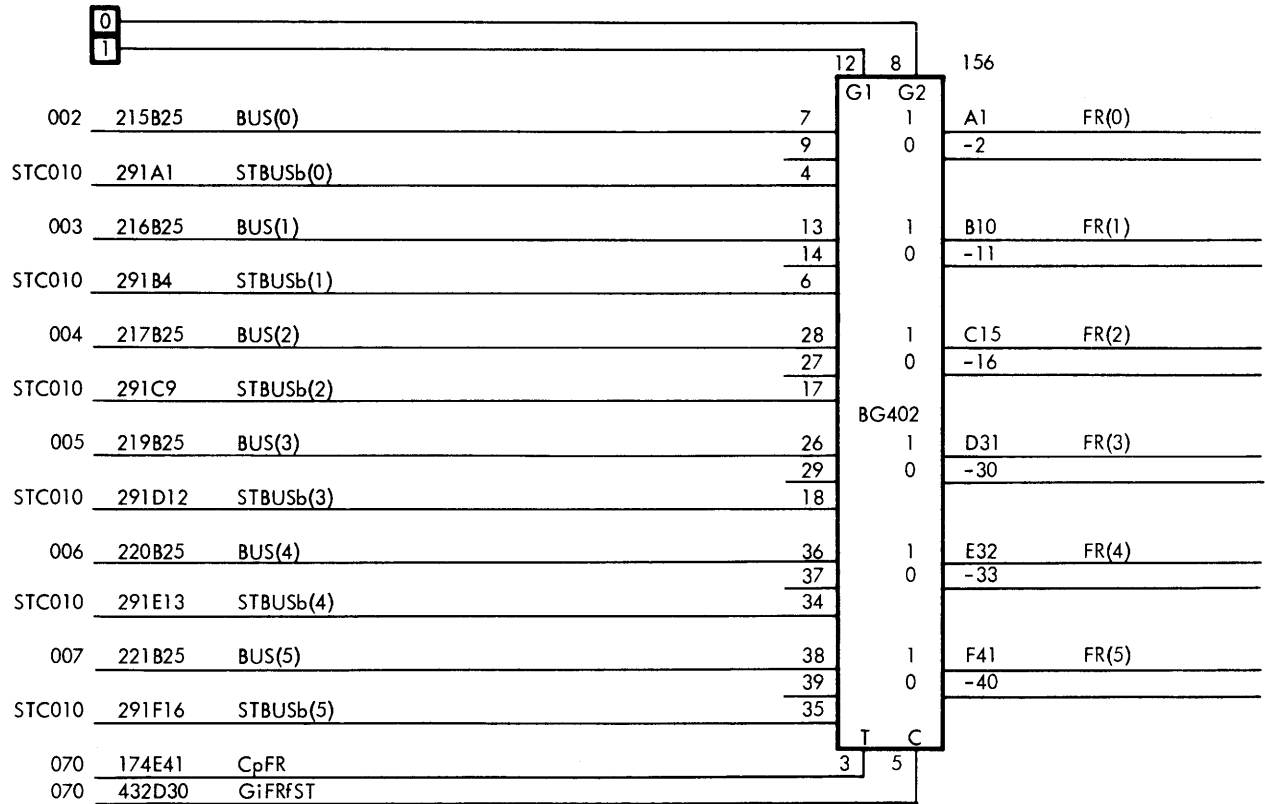 0
1
12 8 156
G1 G2
002 215B25 BUS(0) 7 1 A1 FR(0)
9 0 -2
STC010 291A1 STBUSb(0) 4
003 216B25 BUS(1) 13 1 B10 FR(1)
14 0 -11
STC010 291B4 STBUSb(1) 6
004 217B25 BUS(2) 28 1 C15 FR(2)
27 0 -16
STC010 291C9 STBUSb(2) 17
BG402
005 219B25 BUS(3) 26 1 D31 FR(3)
29 0 -30
STC010 291D12 STBUSb(3) 18
006 220B25 BUS(4) 36 1 E32 FR(4)
37 0 -33
STC010 291E13 STBUSb(4) 34
007 221B25 BUS(5) 38 1 F41 FR(5)
39 0 -40
STC010 291F16 STBUSb(5) 35
T C
070 174E41 CpFR 3 5
070 432D30 GiFRfST